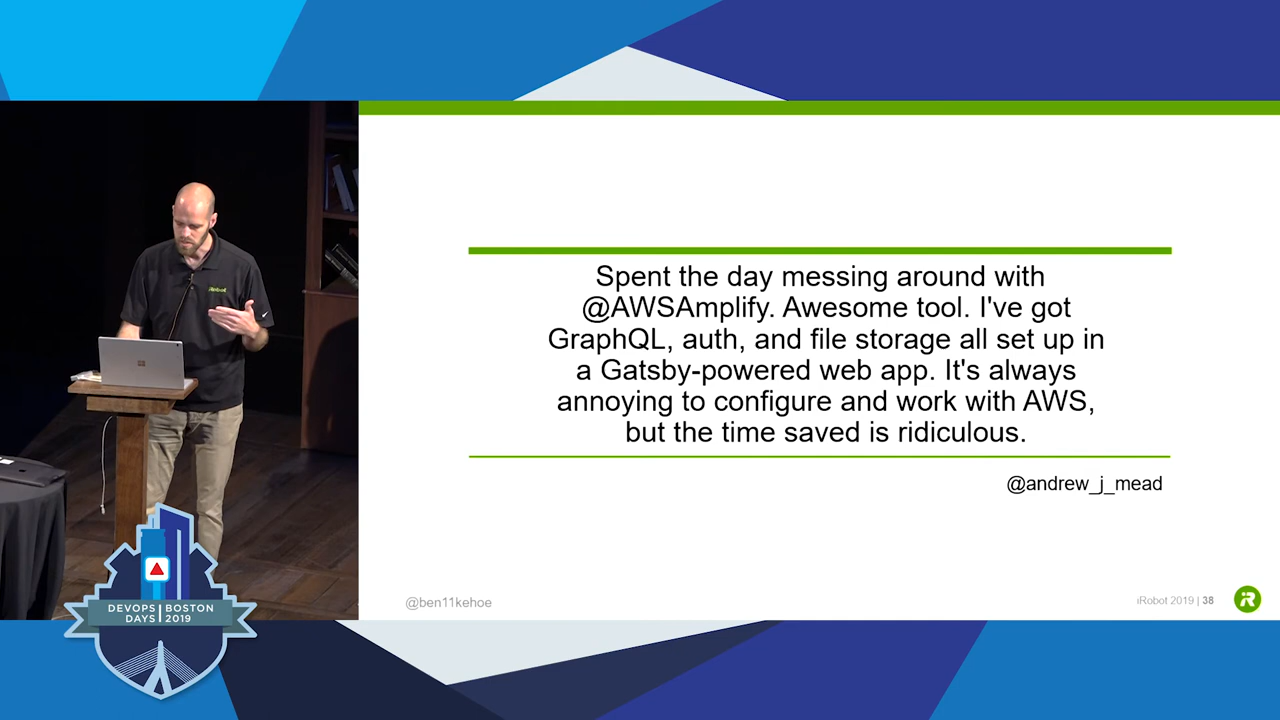 Spent the day messing around with
@AWSAmplify. Awesome tool. I've got
GraphQL, auth, and file storage all set up in
a Gatsby-powered web app. It's always
annoying to configure and work with AWS,
but the time saved is ridiculous.
@andrew_j_mead
@ben11kehoe
iRobot 2019 | 38
iR
iRobot
DEVOPS BOSTON
DAYS 2019